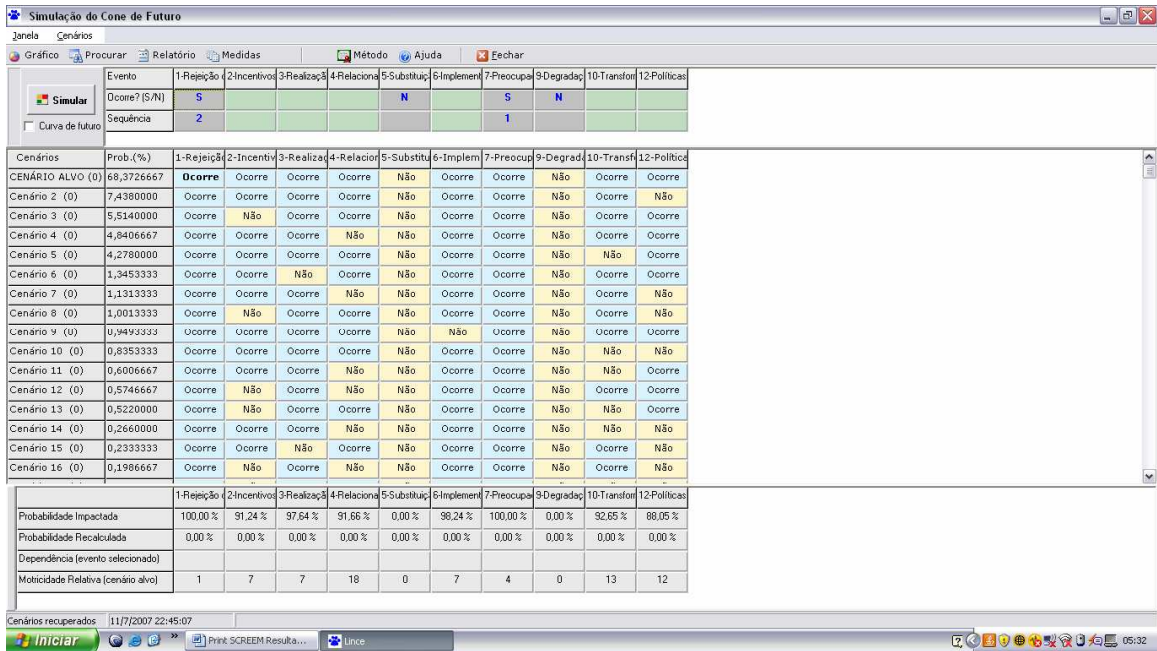 Simulação do Cone de Futuro
Janela Cenários
Gráfico Procurar Relatório Medidas Método Ajuda Fechar
Evento 1-Rejeição 2-Incentivos 3-Realizaçã 4-Relaciona 5-Substituiç 6-Implement 7-Preocupa 9-Degradaç 10-Transfor 12-Políticas
Simular Ocorre? (S/N) S N S N
Curva de futuro Sequência 2 1
Cenários Prob.(%) 1-Rejeiçã 2-Incentiv 3-Realizaç 4-Relacior 5-Substitu 6-Implem 7-Preocup 9-Degrad 10-Transf 12-Política
CENÁRIO ALVO (0) 68,3726667 Ocorre Ocorre Ocorre Ocorre Não Ocorre Ocorre Não Ocorre Ocorre
Cenário 2 (0) 7,4380000 Ocorre Ocorre Ocorre Ocorre Não Ocorre Ocorre Não Ocorre Não
Cenário 3 (0) 5,5140000 Ocorre Não Ocorre Ocorre Não Ocorre Ocorre Não Ocorre Ocorre
Cenário 4 (0) 4,8406667 Ocorre Ocorre Ocorre Não Não Ocorre Ocorre Não Ocorre Ocorre
Cenário 5 (0) 4,2780000 Ocorre Ocorre Ocorre Ocorre Não Ocorre Ocorre Não Não Ocorre
Cenário 6 (0) 1,3453333 Ocorre Ocorre Não Ocorre Não Ocorre Ocorre Não Ocorre Ocorre
Cenário 7 (0) 1,1313333 Ocorre Ocorre Ocorre Não Não Ocorre Ocorre Não Ocorre Não
Cenário 8 (0) 1,0013333 Ocorre Não Ocorre Ocorre Não Ocorre Ocorre Não Ocorre Não
Cenário 9 (0) 0,9493333 Ocorre Ocorre Ocorre Ocorre Não Não Ocorre Não Ocorre Ocorre
Cenário 10 (0) 0,8353333 Ocorre Ocorre Ocorre Ocorre Não Ocorre Ocorre Não Não Não
Cenário 11 (0) 0,6006667 Ocorre Ocorre Ocorre Não Não Ocorre Ocorre Não Não Ocorre
Cenário 12 (0) 0,5746667 Ocorre Não Ocorre Não Não Ocorre Ocorre Não Ocorre Ocorre
Cenário 13 (0) 0,5220000 Ocorre Não Ocorre Ocorre Não Ocorre Ocorre Não Não Ocorre
Cenário 14 (0) 0,2660000 Ocorre Ocorre Ocorre Não Não Ocorre Ocorre Não Não Não
Cenário 15 (0) 0,2333333 Ocorre Ocorre Não Ocorre Não Ocorre Ocorre Não Ocorre Não
Cenário 16 (0) 0,1986667 Ocorre Não Ocorre Não Não Ocorre Ocorre Não Ocorre Não
1-Rejeição 2-Incentivos 3-Realizaçã 4-Relaciona 5-Substituiç 6-Implement 7-Preocupa 9-Degradaç 10-Transfor 12-Políticas
Probabilidade Impactada 100,00 % 91,24 % 97,64 % 91,66 % 0,00 % 98,24 % 100,00 % 0,00 % 92,65 % 88,05 %
Probabilidade Recalculada 0,00 % 0,00 % 0,00 % 0,00 % 0,00 % 0,00 % 0,00 % 0,00 % 0,00 % 0,00 %
Dependência (evento selecionado)
Motricidade Relativa (cenário alvo) 1 7 7 18 0 7 4 0 13 12
Cenários recuperados 11/7/2007 22:45:07
Iniciar » Print SCREEM Resulta... Lince 05:32